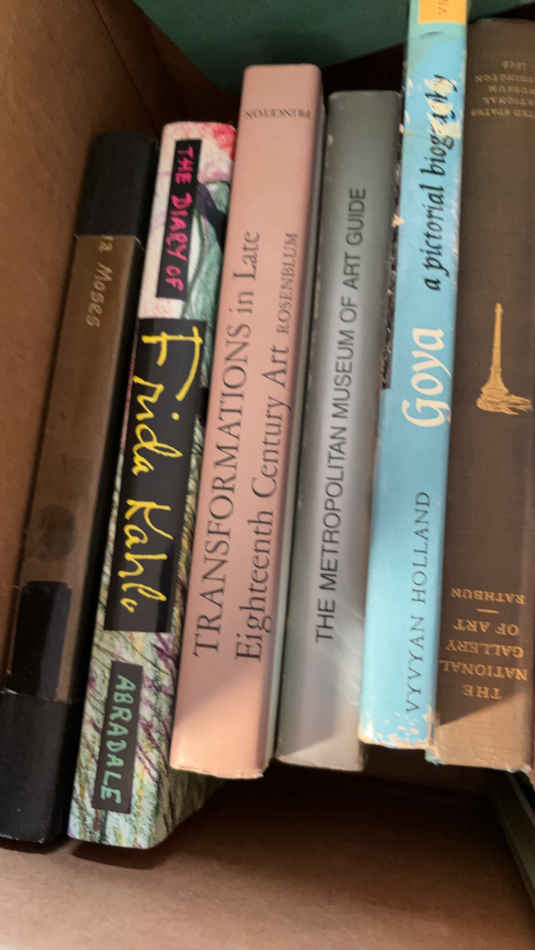 Moses
THE DIARY OF
Frida Kahlo
ABRADALE
TRANSFORMATIONS in Late
Eighteenth Century Art ROSENBLUM
PRINCETON
THE METROPOLITAN MUSEUM OF ART GUIDE
VYVYAN HOLLAND
Goya
a pictorial biography
THE
NATIONAL
GALLERY
OF ART
—
RATHBUN